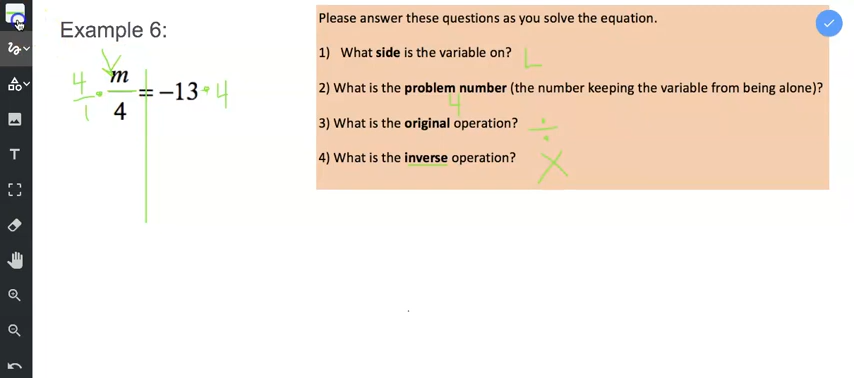 Example 6:
4/1 · m/4 = −13 · 4
Please answer these questions as you solve the equation.
1) What side is the variable on? L
2) What is the problem number (the number keeping the variable from being alone)?
4
3) What is the original operation? ÷
4) What is the inverse operation? X
T